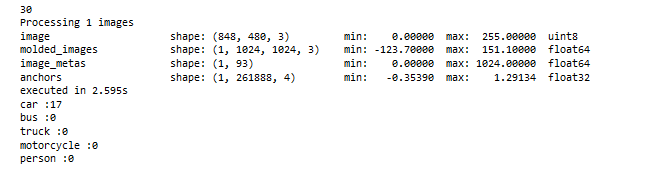 30
Processing 1 images
image                    shape: (848, 480, 3)         min:    0.00000  max:  255.00000  uint8
molded_images            shape: (1, 1024, 1024, 3)    min: -123.70000  max:  151.10000  float64
image_metas              shape: (1, 93)               min:    0.00000  max: 1024.00000  float64
anchors                  shape: (1, 261888, 4)        min:   -0.35390  max:    1.29134  float32
executed in 2.595s
car :17
bus :0
truck :0
motorcycle :0
person :0